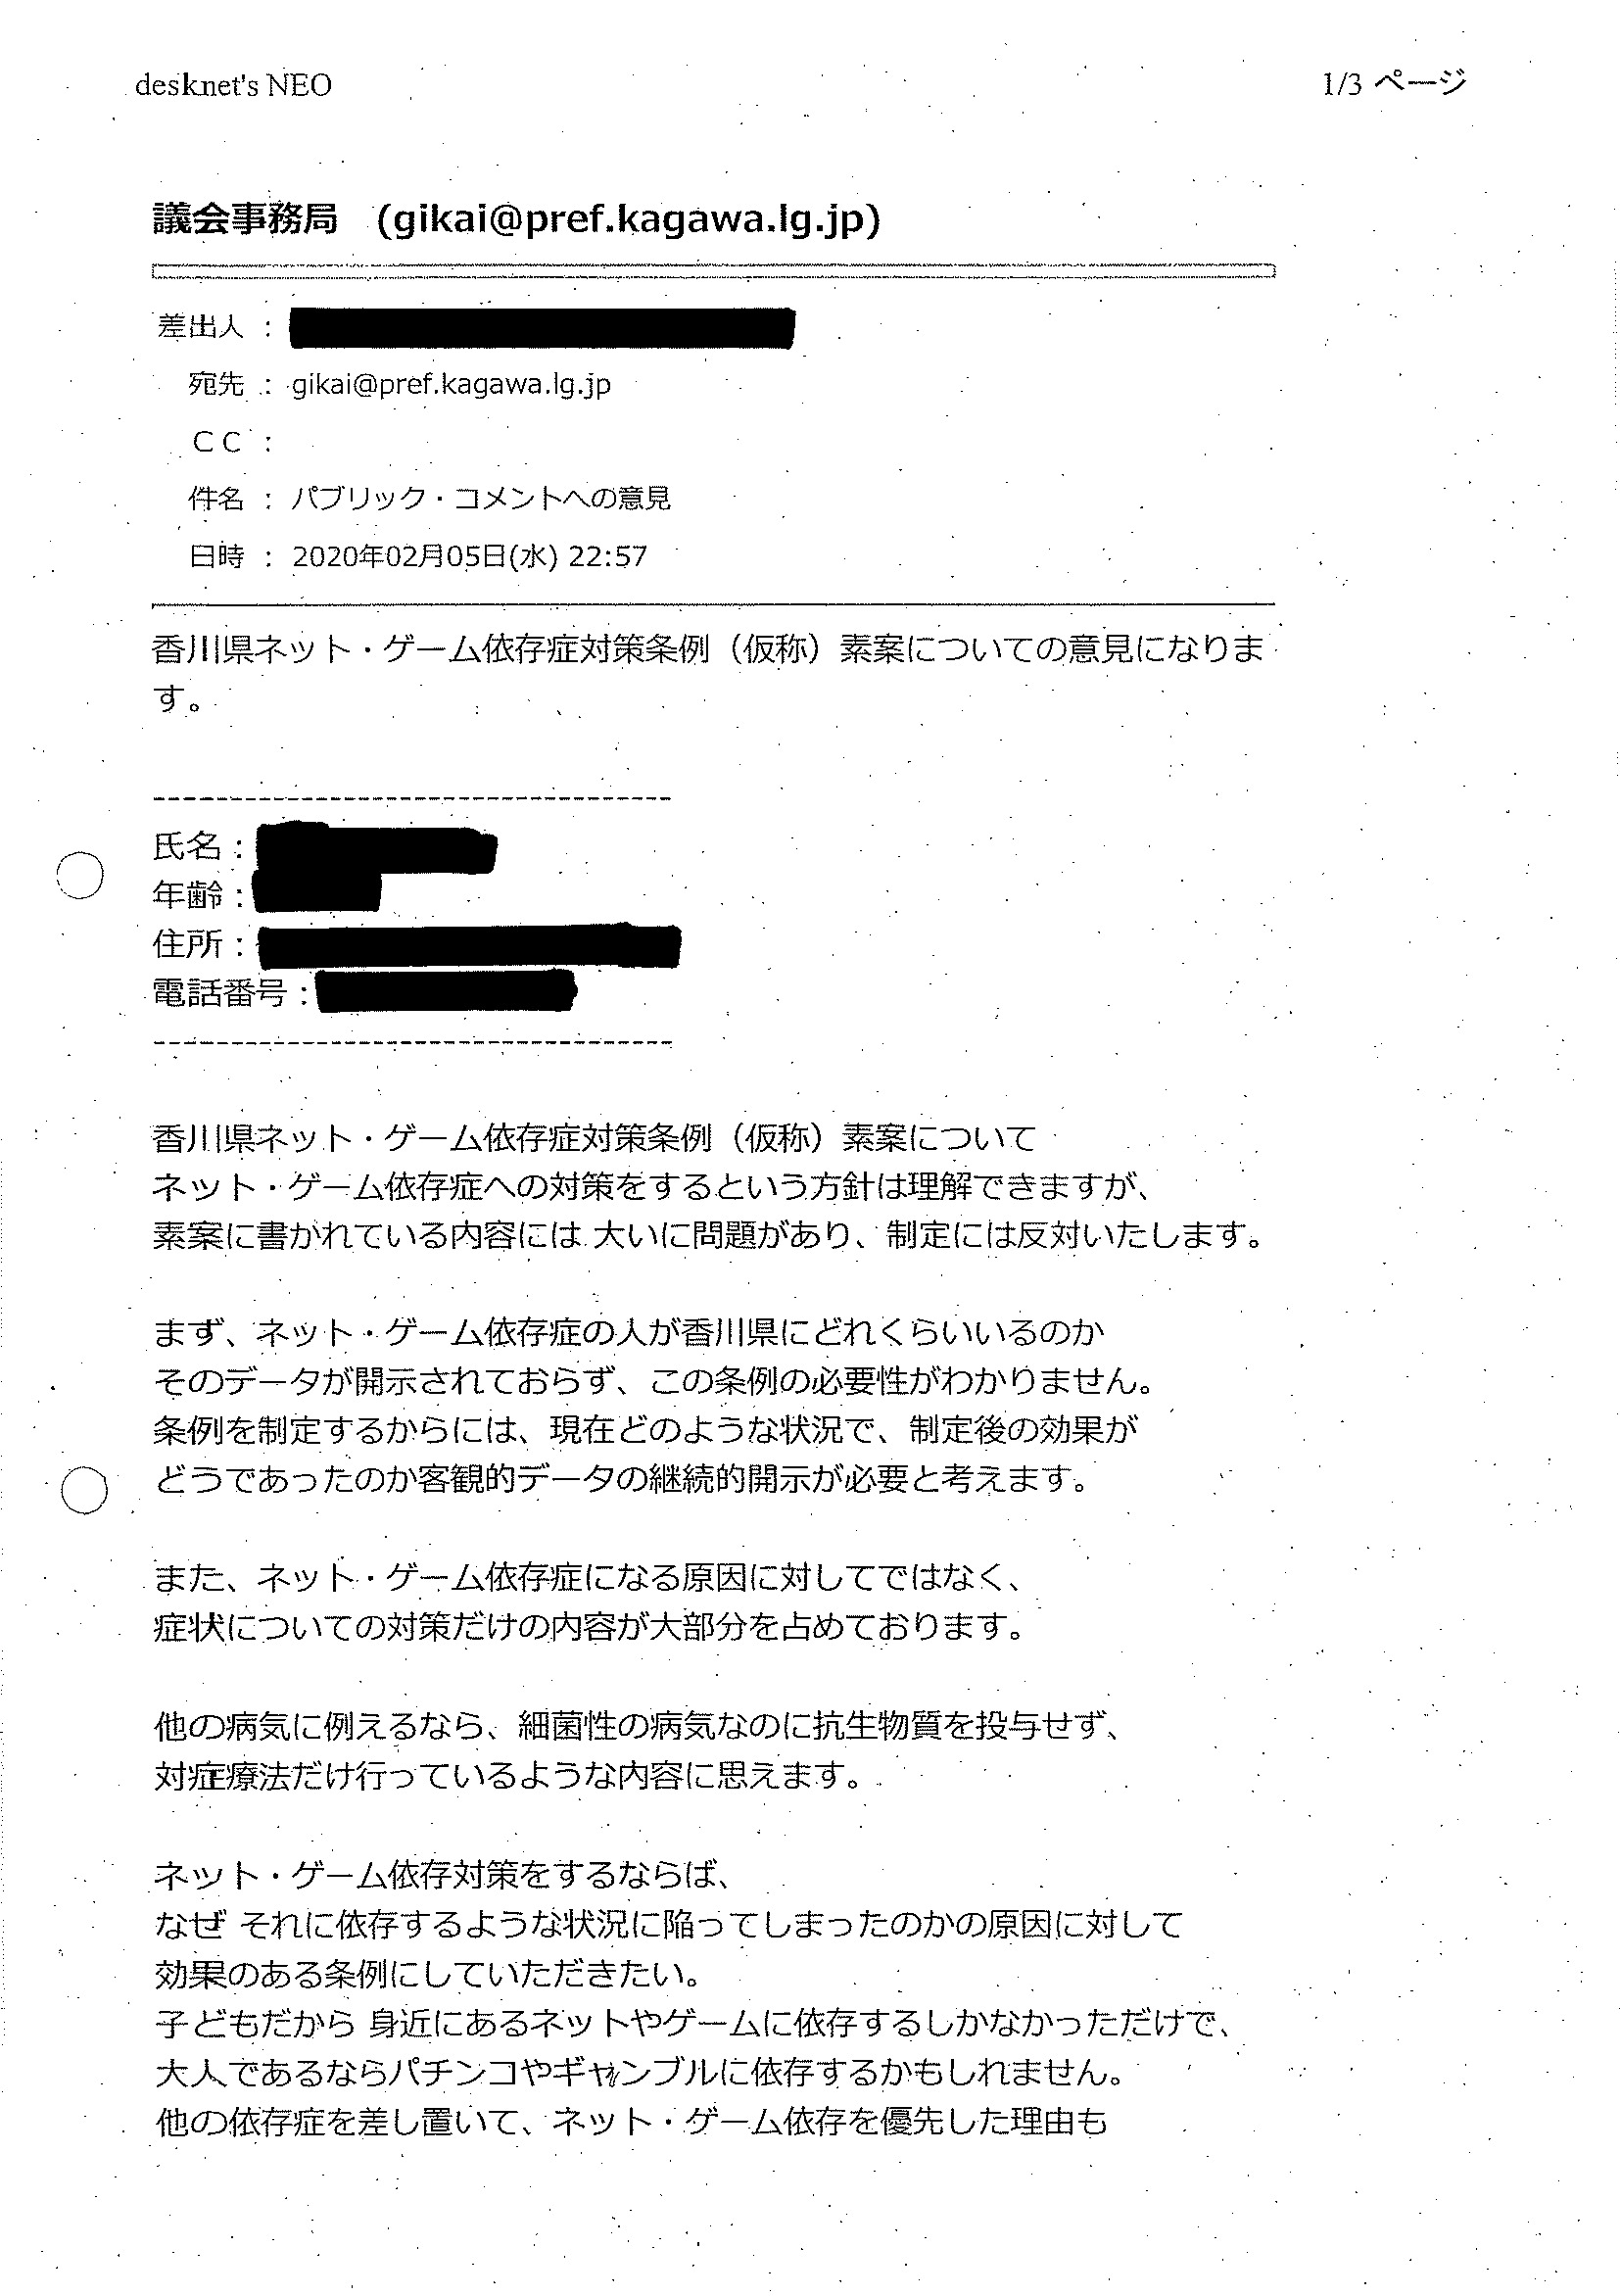 desknet's NEO
1/3 ページ
議会事務局　(gikai@pref.kagawa.lg.jp)
差出人 ：
宛先 ： gikai@pref.kagawa.lg.jp
ＣＣ ：
件名 ： パブリック・コメントへの意見
日時 ： 2020年02月05日(水) 22:57
香川県ネット・ゲーム依存症対策条例（仮称）素案についての意見になりま
す。
---------------------------------------
氏名：
年齢：
住所：
電話番号：
---------------------------------------
香川県ネット・ゲーム依存症対策条例（仮称）素案について
ネット・ゲーム依存症への対策をするという方針は理解できますが、
素案に書かれている内容には 大いに問題があり、制定には反対いたします。
まず、ネット・ゲーム依存症の人が香川県にどれくらいいるのか
そのデータが開示されておらず、この条例の必要性がわかりません。
条例を制定するからには、現在どのような状況で、制定後の効果が
どうであったのか客観的データの継続的開示が必要と考えます。
また、ネット・ゲーム依存症になる原因に対してではなく、
症状についての対策だけの内容が大部分を占めております。
他の病気に例えるなら、細菌性の病気なのに抗生物質を投与せず、
対症療法だけ行っているような内容に思えます。
ネット・ゲーム依存対策をするならば、
なぜ それに依存するような状況に陥ってしまったのかの原因に対して
効果のある条例にしていただきたい。
子どもだから 身近にあるネットやゲームに依存するしかなかっただけで、
大人であるならパチンコやギャンブルに依存するかもしれません。
他の依存症を差し置いて、ネット・ゲーム依存を優先した理由も